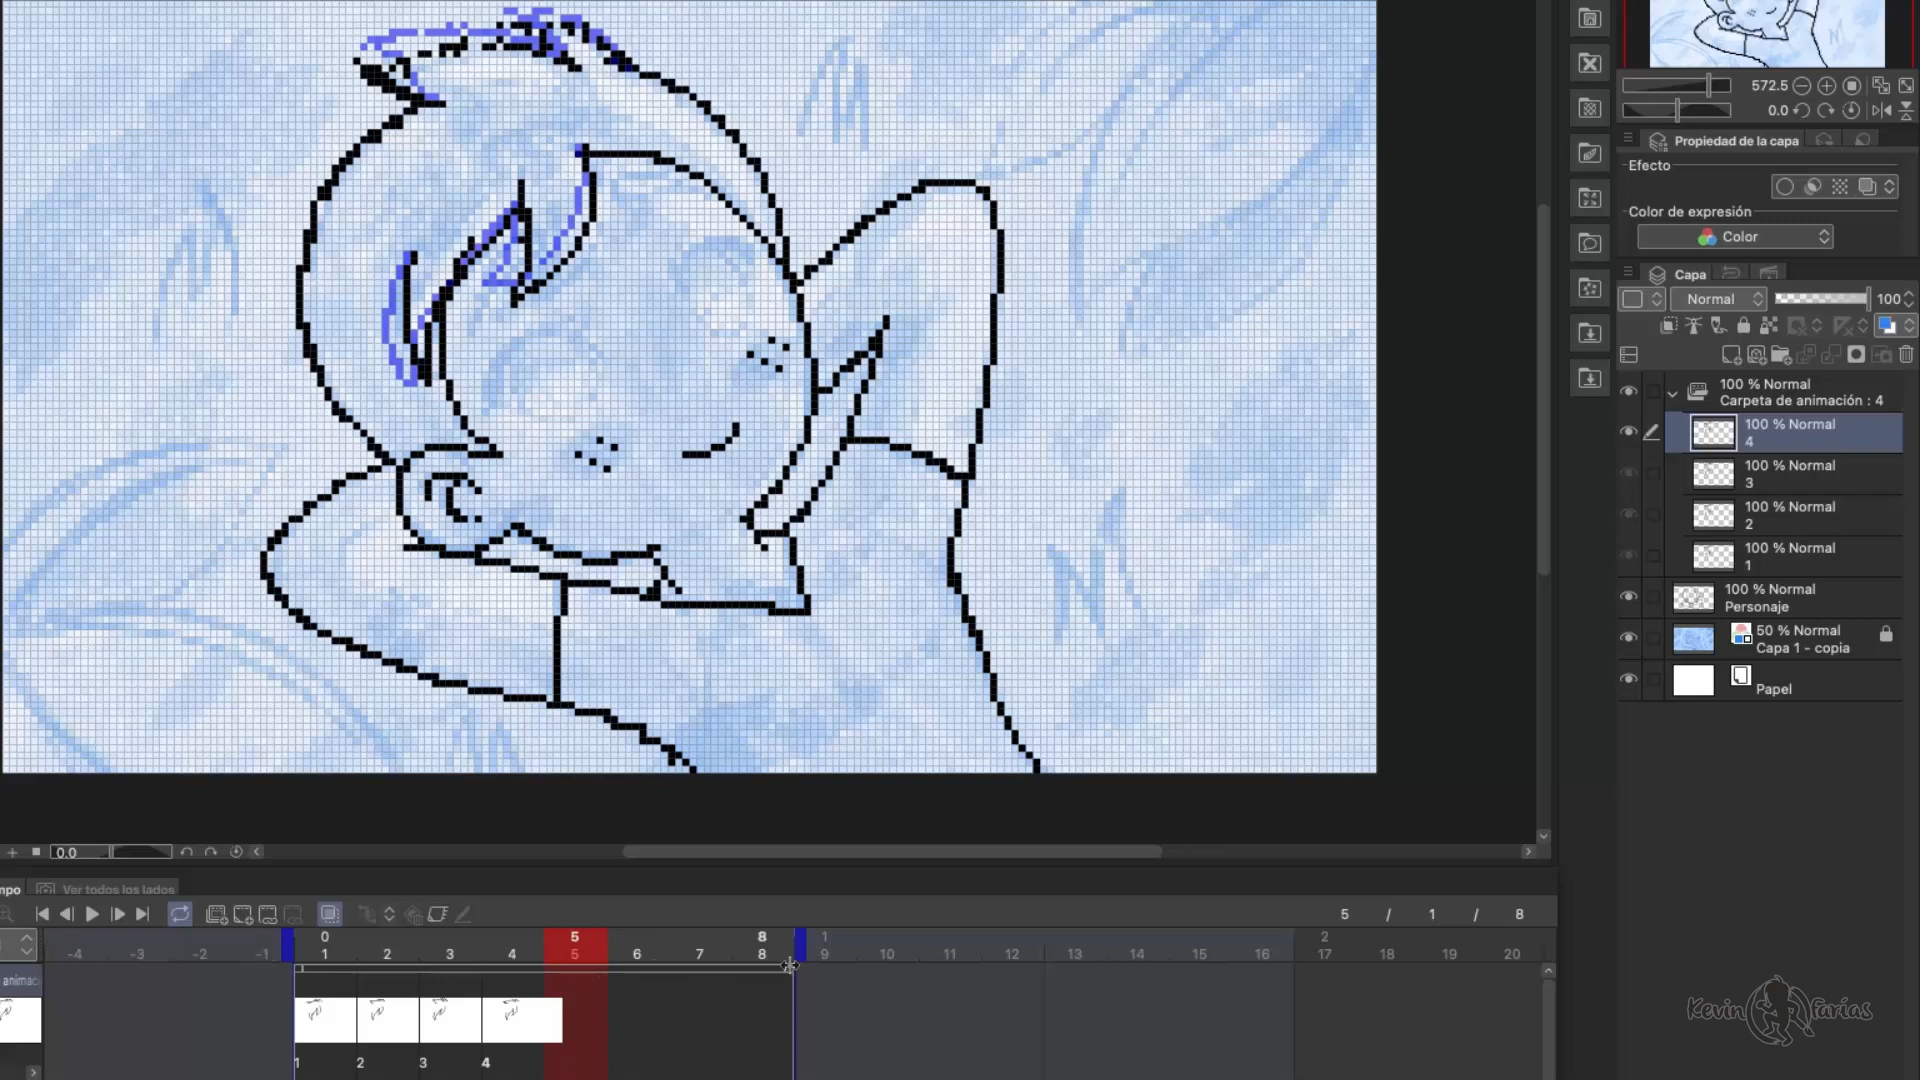 572.5
0.0
Propiedad de la capa
Efecto
Color de expresión
Color
Capa
Normal
100
100 % Normal
Carpeta de animación : 4
100 % Normal
4
100 % Normal
3
100 % Normal
2
100 % Normal
1
100 % Normal
Personaje
50 % Normal
Capa 1 - copia
Papel
0.0
mpo
Ver todos los lados
5 / 1 / 8
0 5 8 1 2
-4 -3 -2 -1 1 2 3 4 5 6 7 8 9 10 11 12 13 14 15 16 17 18 19 20
animac
1 2 3 4
Kevin Farias